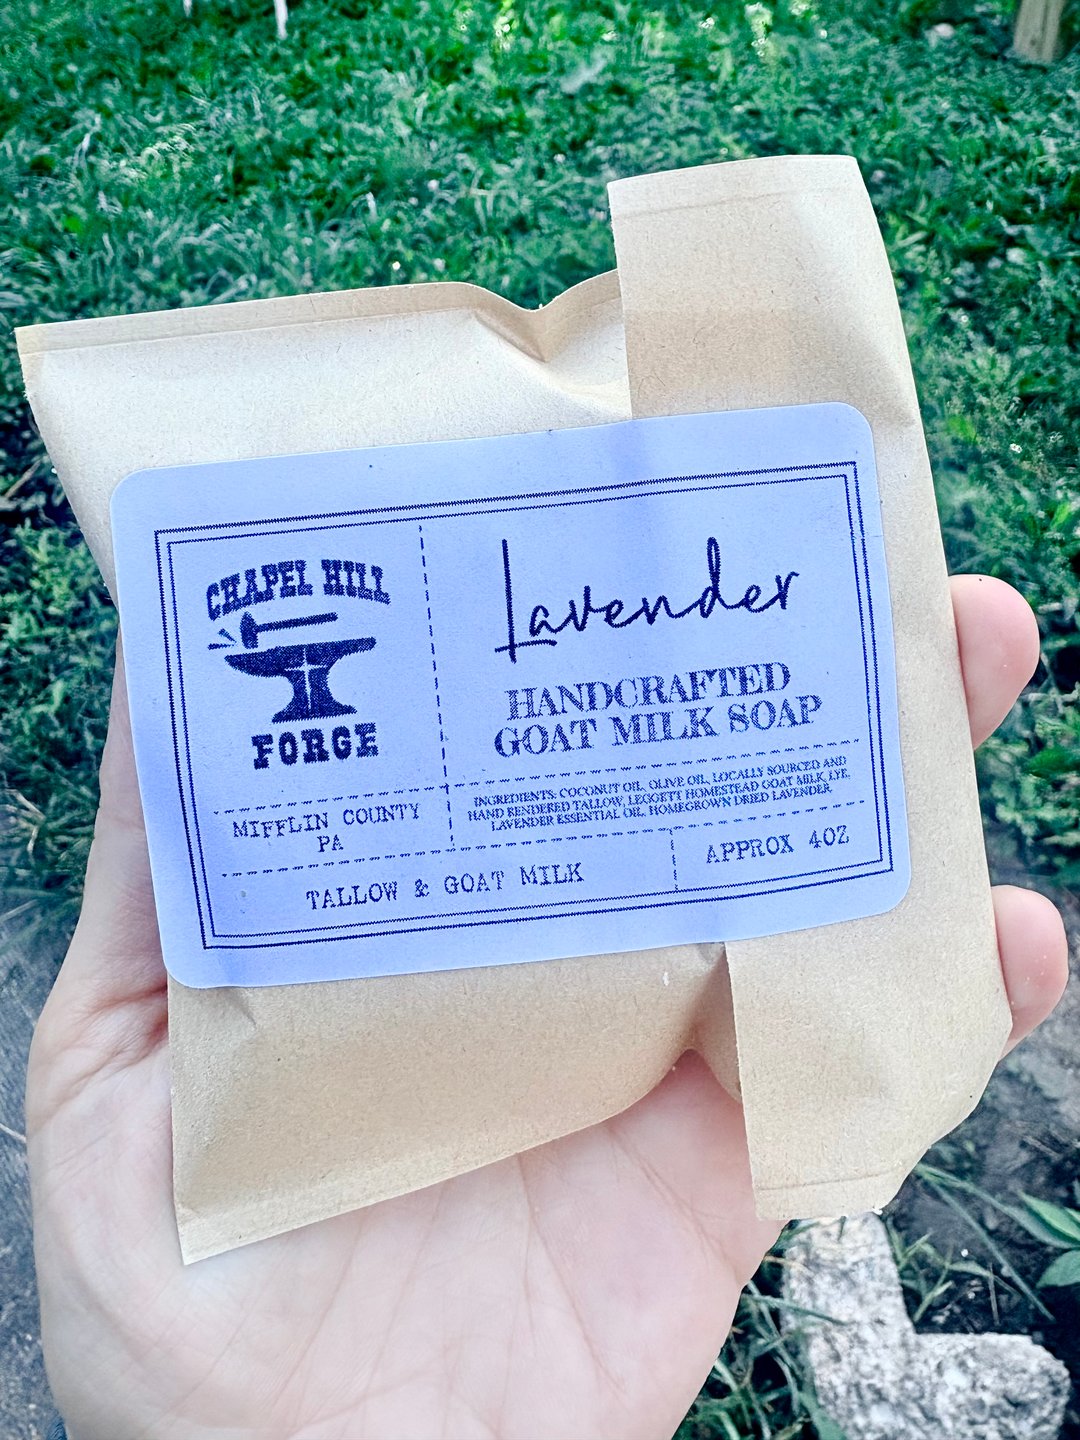 CHAPEL HILL
FORGE
MIFFLIN COUNTY
PA
Lavender
HANDCRAFTED
GOAT MILK SOAP
INGREDIENTS: COCONUT OIL, OLIVE OIL, LOCALLY SOURCED AND
HAND RENDERED TALLOW, LEGGETT HOMESTEAD GOAT MILK, LYE,
LAVENDER ESSENTIAL OIL, HOMEGROWN DRIED LAVENDER.
TALLOW & GOAT MILK
APPROX 4OZ